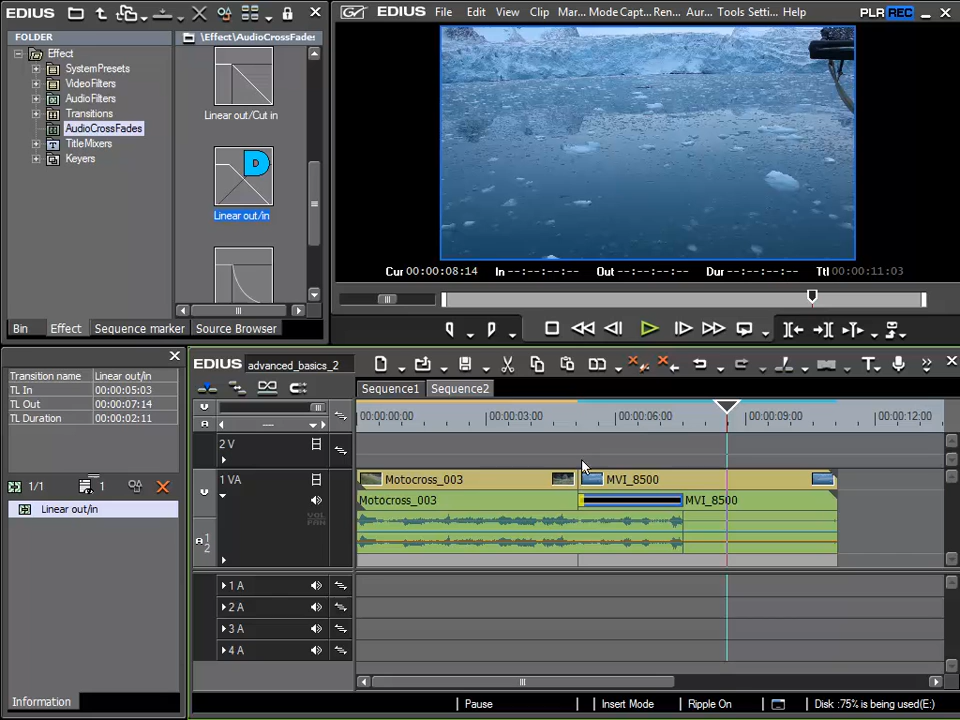 EDIUS
FOLDER
Effect
SystemPresets
VideoFilters
AudioFilters
Transitions
AudioCrossFades
TitleMixers
Keyers
\Effect\AudioCrossFades
Linear out/Cut in
D
Linear out/in
Bin
Effect
Sequence marker
Source Browser
EDIUS
File
Edit
View
Clip
Mar...
Mode
Capt...
Ren...
Aur...
Tools
Setti...
Help
PLR REC
Cur 00:00:08:14
In --:--:--:--
Out --:--:--:--
Dur --:--:--:--
Ttl 00:00:11:03
Transition name Linear out/in
TL In 00:00:05:03
TL Out 00:00:07:14
TL Duration 00:00:02:11
1/1
1
Linear out/in
Information
EDIUS
advanced_basics_2
Sequence1
Sequence2
00:00:00:00
00:00:03:00
00:00:06:00
00:00:09:00
00:00:12:00
2 V
1 VA
VOL
PAN
A 1
2
Motocross_003
MVI_8500
Motocross_003
MVI_8500
1 A
2 A
3 A
4 A
Pause
Insert Mode
Ripple On
Disk :75% is being used(E:)